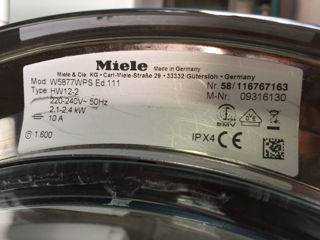 Miele Made in Germany
Miele & Cie. KG • Carl-Miele-Straße 29 • 33332 Gütersloh • Germany
Mod. W5877WPS Ed.111
Nr. 58/116767163
Type: HW12-2
M-Nr. 09316130
220-240V~ 50Hz
2.1-2.4 kW
10 A
1.600
IPX4
CE
EMV